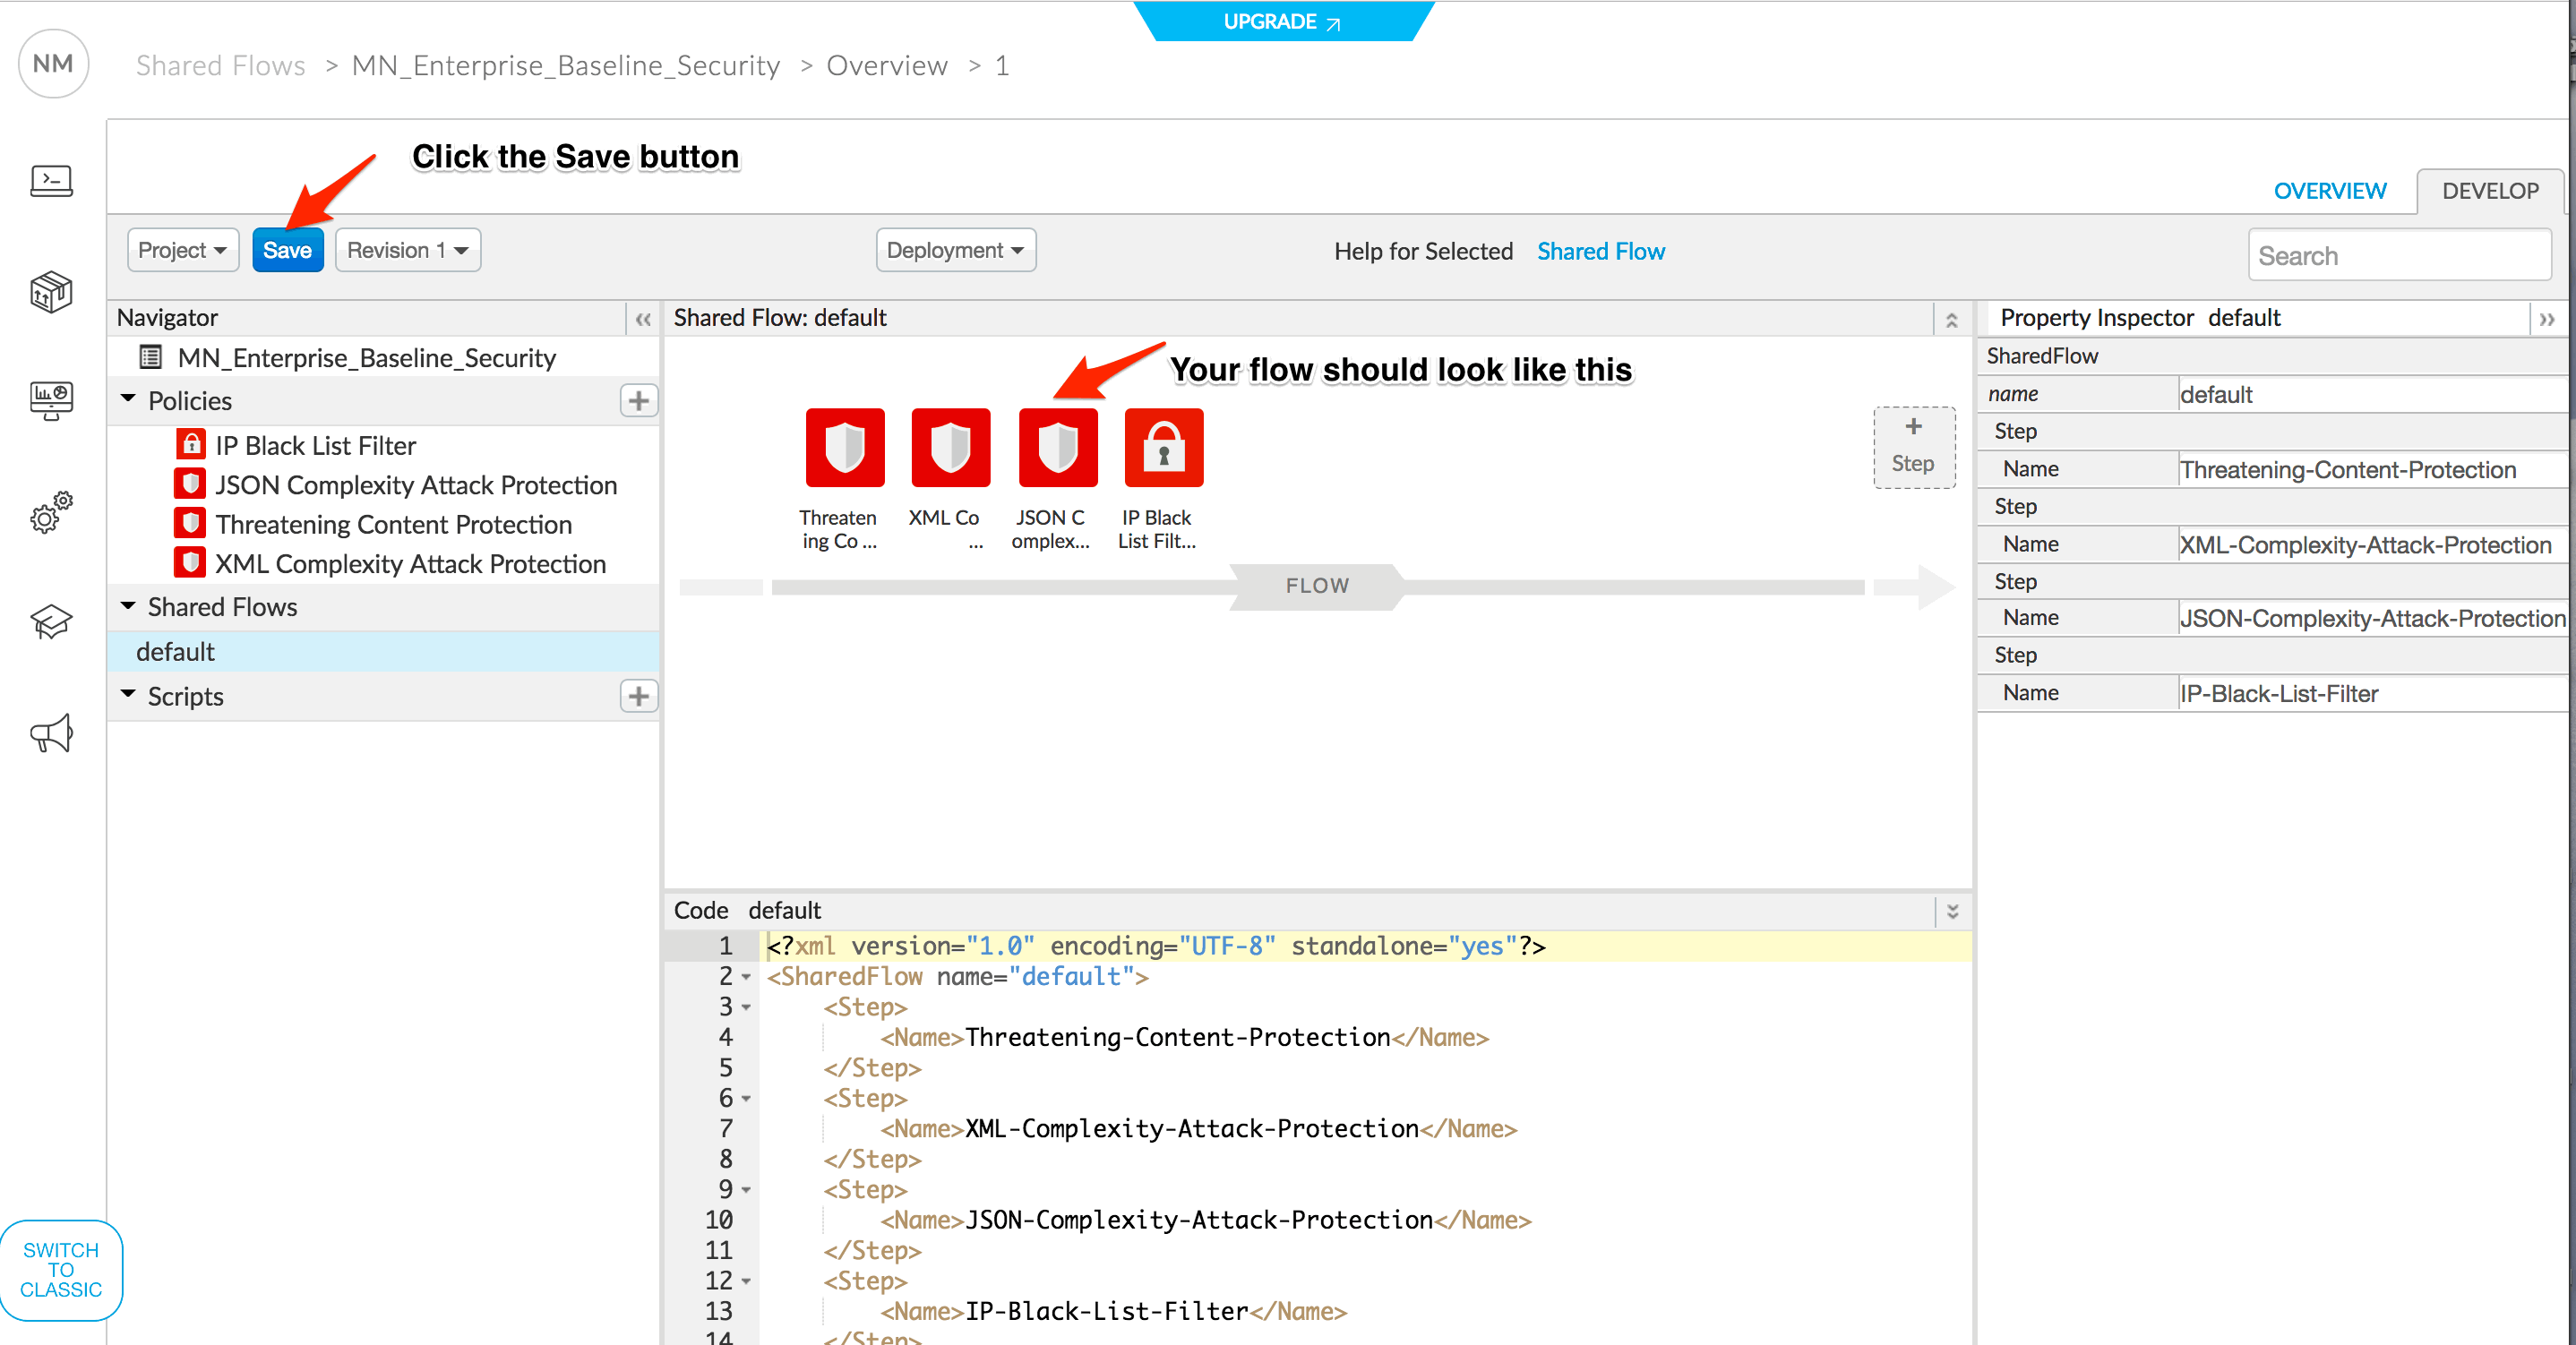 UPGRADE
NM
Shared Flows > MN_Enterprise_Baseline_Security > Overview > 1
Click the Save button
OVERVIEW
DEVELOP
Project
Save
Revision 1
Deployment
Help for Selected Shared Flow
Search
Navigator
MN_Enterprise_Baseline_Security
Policies
IP Black List Filter
JSON Complexity Attack Protection
Threatening Content Protection
XML Complexity Attack Protection
Shared Flows
default
Scripts
Shared Flow: default
Your flow should look like this
Threaten
ing Co ...
XML Co
...
JSON C
omplex...
IP Black
List Filt...
+
Step
FLOW
Property Inspector default
SharedFlow
name default
Step
Name Threatening-Content-Protection
Step
Name XML-Complexity-Attack-Protection
Step
Name JSON-Complexity-Attack-Protection
Step
Name IP-Black-List-Filter
Code default
1 <?xml version="1.0" encoding="UTF-8" standalone="yes"?>
2 <SharedFlow name="default">
3 <Step>
4 <Name>Threatening-Content-Protection</Name>
5 </Step>
6 <Step>
7 <Name>XML-Complexity-Attack-Protection</Name>
8 </Step>
9 <Step>
10 <Name>JSON-Complexity-Attack-Protection</Name>
11 </Step>
12 <Step>
13 <Name>IP-Black-List-Filter</Name>
14 </Step>
SWITCH
TO
CLASSIC